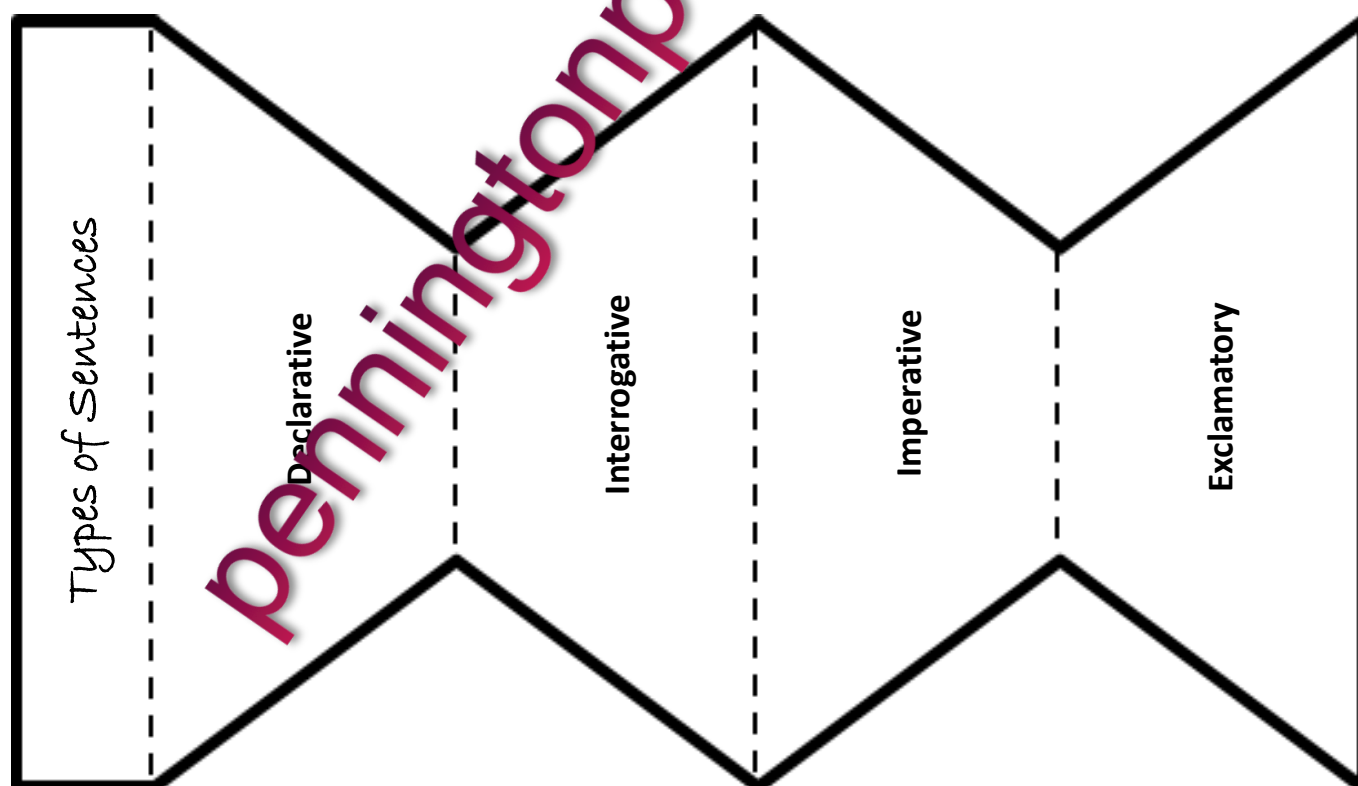 Types of Sentences
Declarative
Interrogative
Imperative
Exclamatory
penningtonp